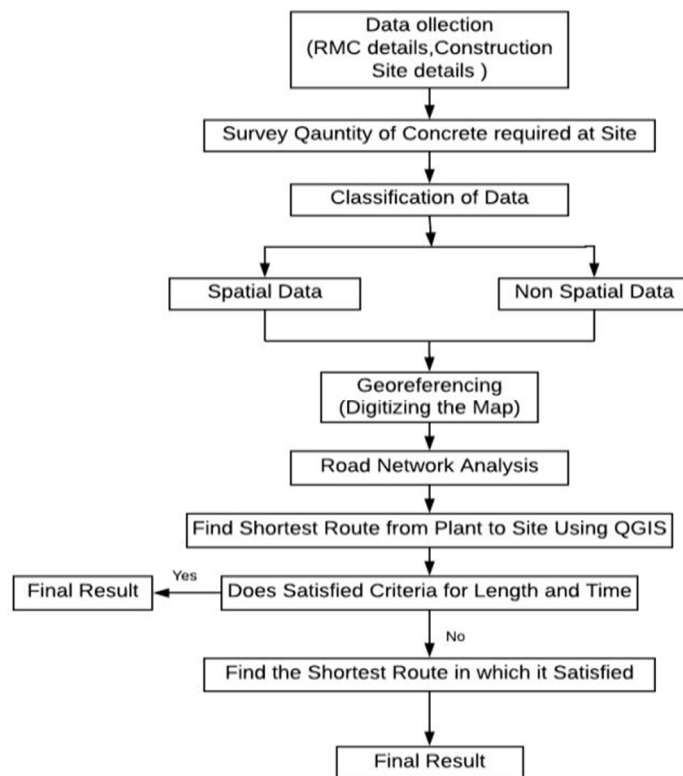 Data ollection
(RMC details,Construction
Site details )
Survey Qauntity of Concrete required at Site
Classification of Data
Spatial Data
Non Spatial Data
Georeferencing
(Digitizing the Map)
Road Network Analysis
Find Shortest Route from Plant to Site Using QGIS
Final Result
Yes
Does Satisfied Criteria for Length and Time
No
Find the Shortest Route in which it Satisfied
Final Result